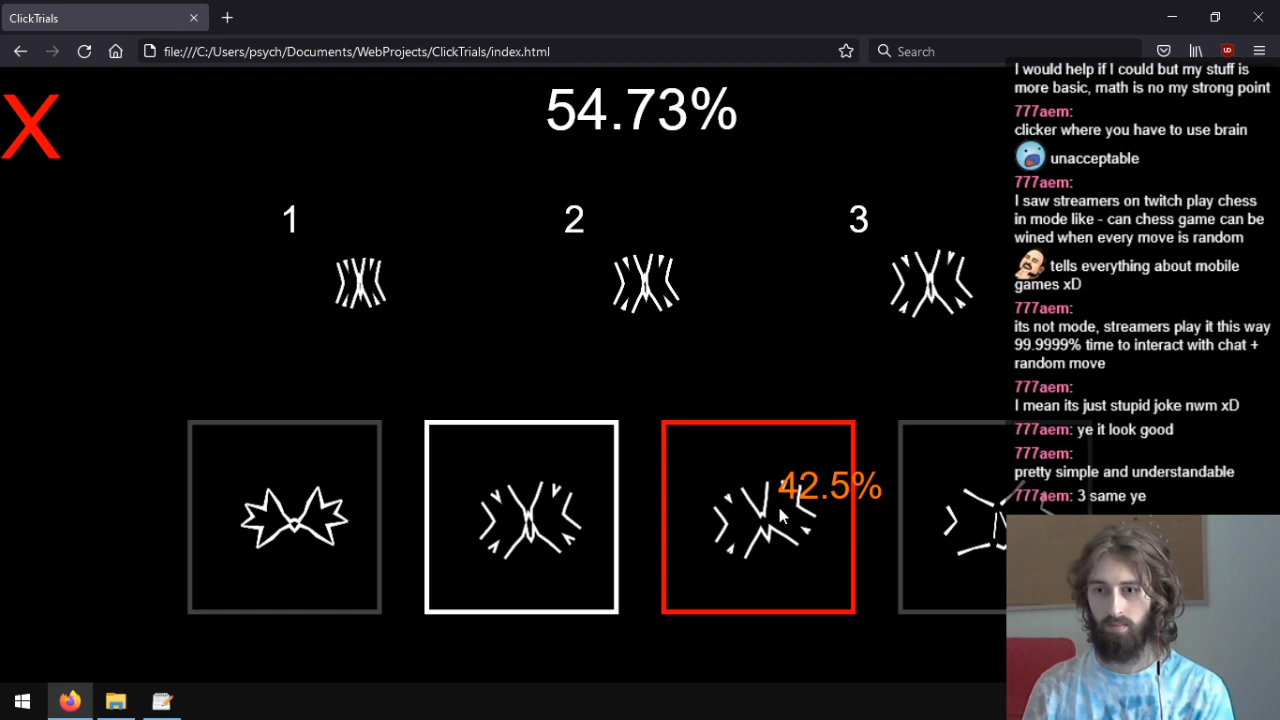 ClickTrials
file:///C:/Users/psych/Documents/WebProjects/ClickTrials/index.html
Search
X
54.73%
1
2
3
42.5%
I would help if I could but my stuff is
more basic, math is no my strong point
777aem:
clicker where you have to use brain
unacceptable
777aem:
I saw streamers on twitch play chess
in mode like - can chess game can be
wined when every move is random
tells everything about mobile
games xD
777aem:
its not mode, streamers play it this way
99.9999% time to interact with chat +
random move
777aem:
I mean its just stupid joke nwm xD
777aem: ye it look good
777aem:
pretty simple and understandable
777aem: 3 same ye